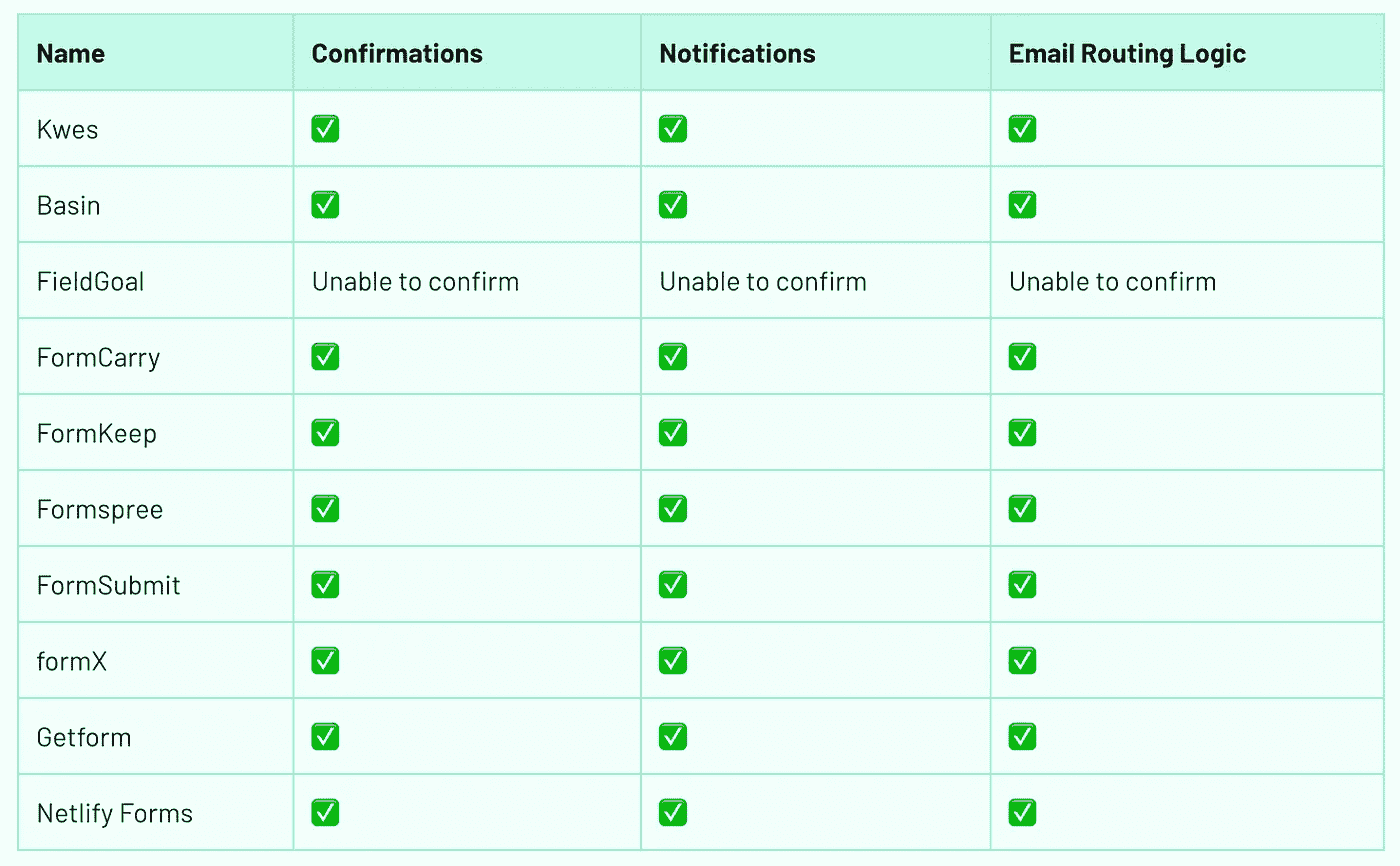 Name Confirmations Notifications Email Routing Logic
Kwes ✅ ✅ ✅
Basin ✅ ✅ ✅
FieldGoal Unable to confirm Unable to confirm Unable to confirm
FormCarry ✅ ✅ ✅
FormKeep ✅ ✅ ✅
Formspree ✅ ✅ ✅
FormSubmit ✅ ✅ ✅
formX ✅ ✅ ✅
Getform ✅ ✅ ✅
Netlify Forms ✅ ✅ ✅